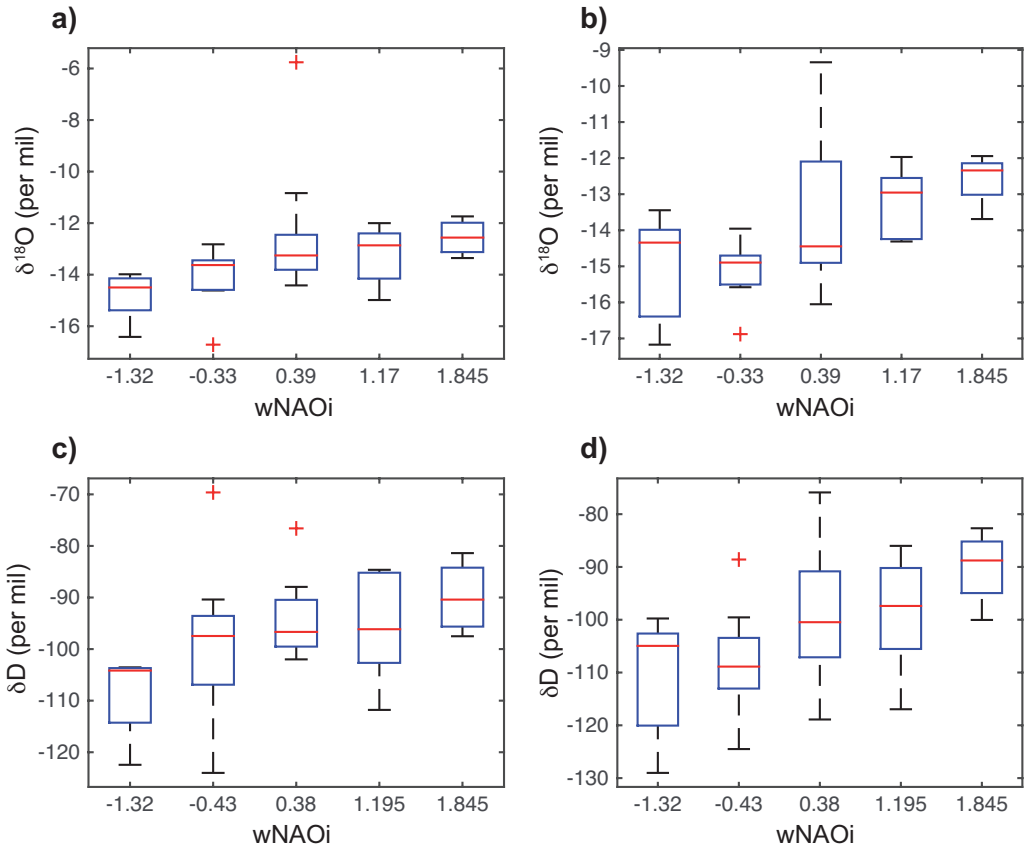 a)
-6
-8
-10
-12
-14
-16
δ18O (per mil)
-1.32 -0.33 0.39 1.17 1.845
wNAOi
b)
-9
-10
-11
-12
-13
-14
-15
-16
-17
δ18O (per mil)
-1.32 -0.33 0.39 1.17 1.845
wNAOi
c)
-70
-80
-90
-100
-110
-120
δD (per mil)
-1.32 -0.43 0.38 1.195 1.845
wNAOi
d)
-80
-90
-100
-110
-120
-130
δD (per mil)
-1.32 -0.43 0.38 1.195 1.845
wNAOi